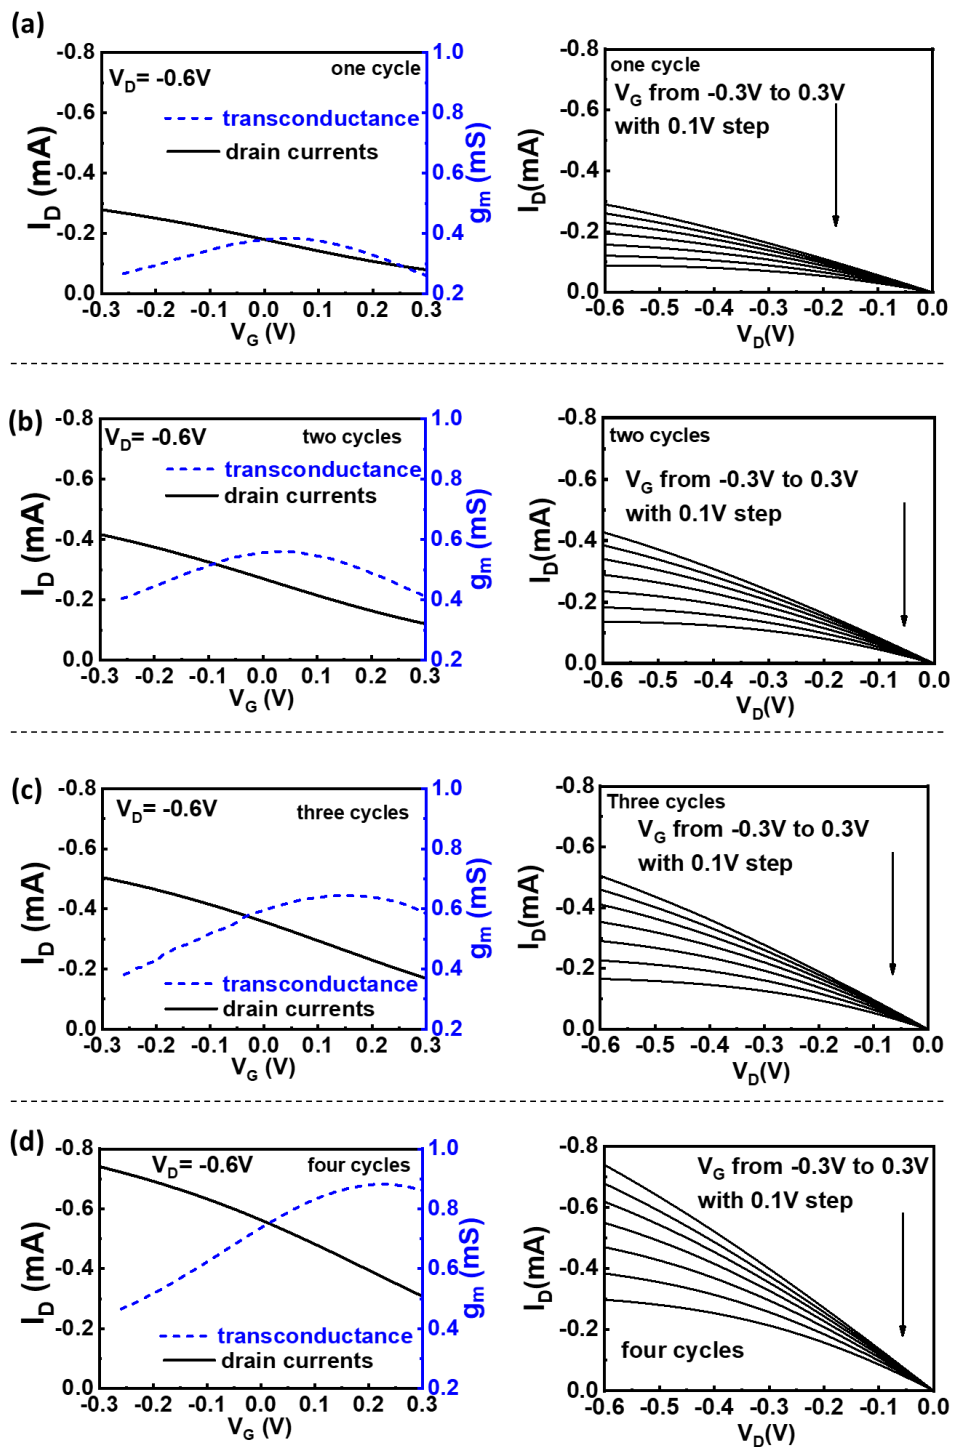 (a)
-0.8
-0.6
-0.4
-0.2
0.0
I_D (mA)
V_D= -0.6V
one cycle
transconductance
drain currents
1.0
0.8
0.6
0.4
0.2
g_m (mS)
-0.3 -0.2 -0.1 0.0 0.1 0.2 0.3
V_G (V)
-0.8
-0.6
-0.4
-0.2
0.0
I_D(mA)
one cycle
V_G from -0.3V to 0.3V
with 0.1V step
-0.6 -0.5 -0.4 -0.3 -0.2 -0.1 0.0
V_D(V)
(b)
-0.8
-0.6
-0.4
-0.2
0.0
I_D (mA)
V_D= -0.6V
two cycles
transconductance
drain currents
1.0
0.8
0.6
0.4
0.2
g_m (mS)
-0.3 -0.2 -0.1 0.0 0.1 0.2 0.3
V_G (V)
-0.8
-0.6
-0.4
-0.2
0.0
I_D(mA)
two cycles
V_G from -0.3V to 0.3V
with 0.1V step
-0.6 -0.5 -0.4 -0.3 -0.2 -0.1 0.0
V_D(V)
(c)
-0.8
-0.6
-0.4
-0.2
0.0
I_D (mA)
V_D= -0.6V
three cycles
transconductance
drain currents
1.0
0.8
0.6
0.4
0.2
g_m (mS)
-0.3 -0.2 -0.1 0.0 0.1 0.2 0.3
V_G (V)
-0.8
-0.6
-0.4
-0.2
0.0
I_D(mA)
Three cycles
V_G from -0.3V to 0.3V
with 0.1V step
-0.6 -0.5 -0.4 -0.3 -0.2 -0.1 0.0
V_D(V)
(d)
-0.8
-0.6
-0.4
-0.2
0.0
I_D (mA)
V_D= -0.6V
four cycles
transconductance
drain currents
1.0
0.8
0.6
0.4
0.2
g_m (mS)
-0.3 -0.2 -0.1 0.0 0.1 0.2 0.3
V_G (V)
-0.8
-0.6
-0.4
-0.2
0.0
I_D(mA)
V_G from -0.3V to 0.3V
with 0.1V step
four cycles
-0.6 -0.5 -0.4 -0.3 -0.2 -0.1 0.0
V_D(V)